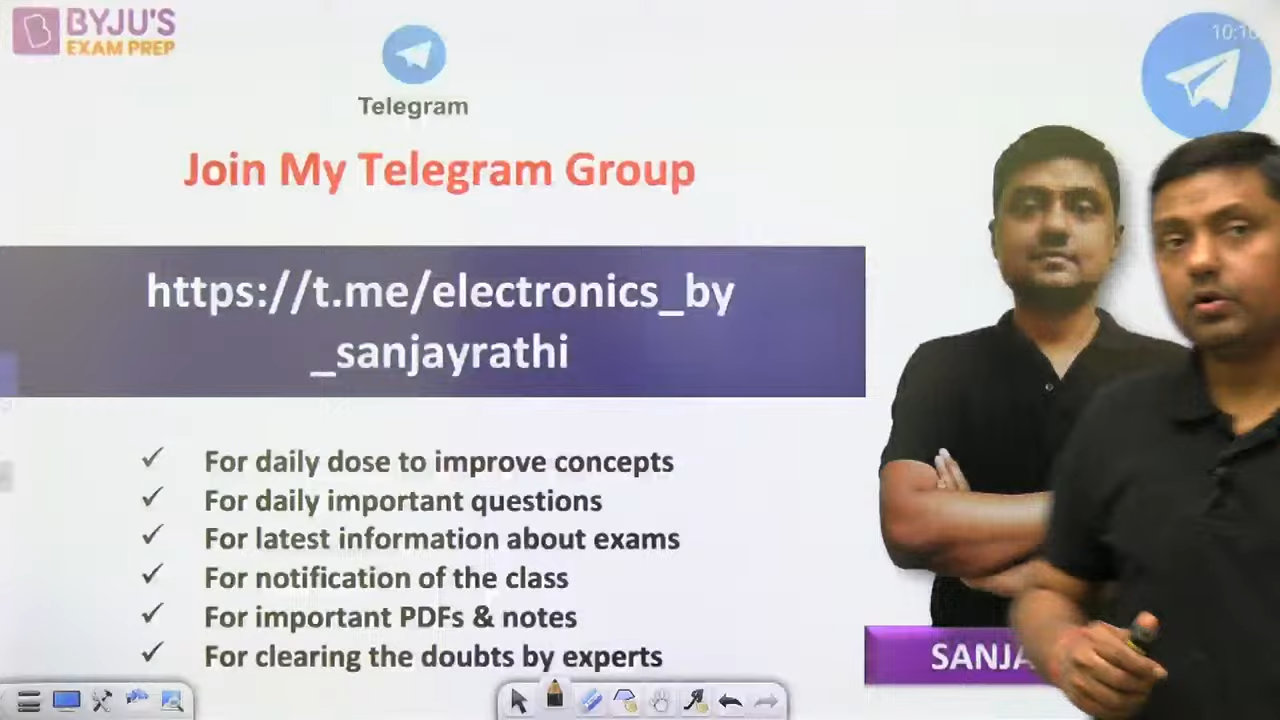 BYJU'S
EXAM PREP
Telegram
Join My Telegram Group
https://t.me/electronics_by
_sanjayrathi
✓ For daily dose to improve concepts
✓ For daily important questions
✓ For latest information about exams
✓ For notification of the class
✓ For important PDFs & notes
✓ For clearing the doubts by experts